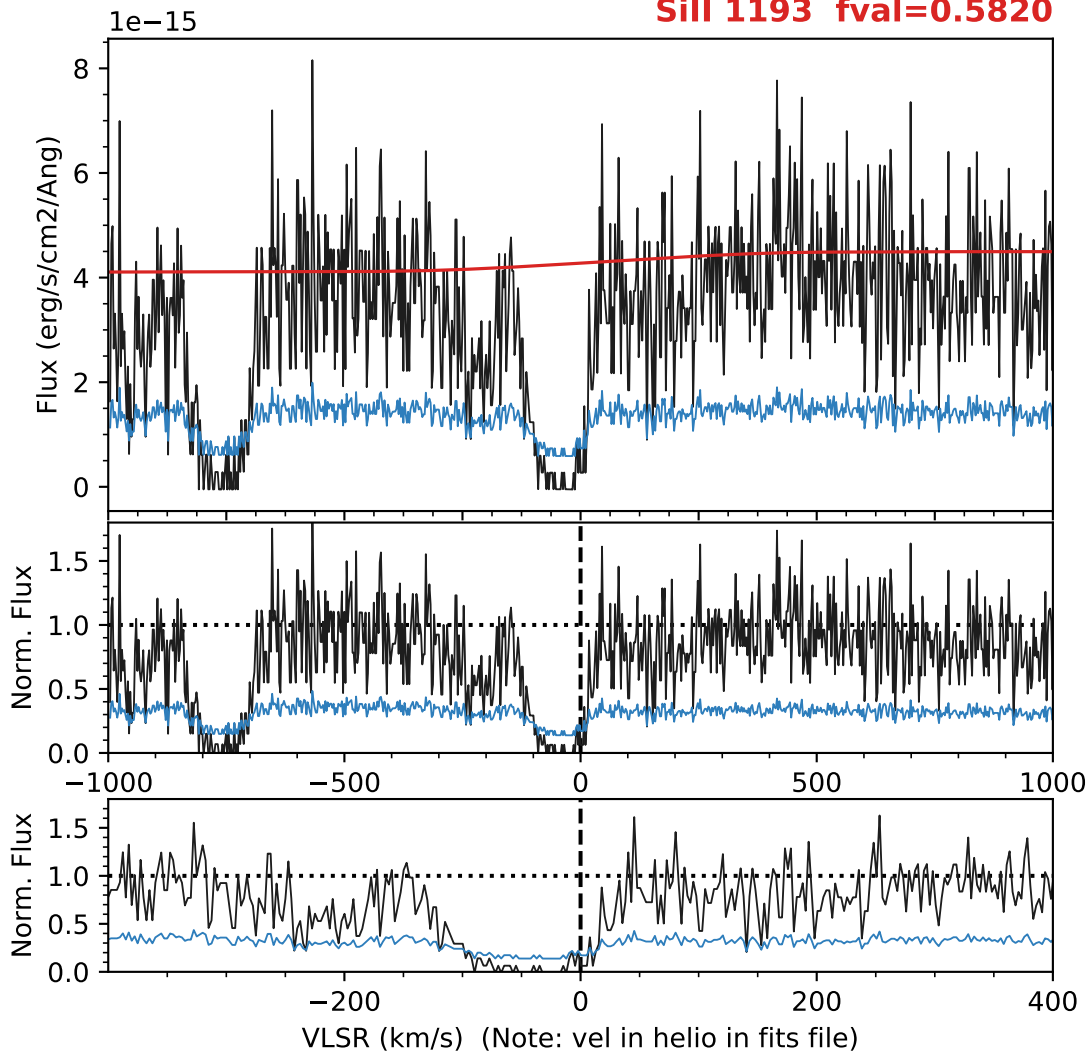 1e−15
SiII 1193 fval=0.5820
8
6
4
2
0
Flux (erg/s/cm2/Ang)
1.5
1.0
0.5
0.0
Norm. Flux
−1000 −500 0 500 1000
1.5
1.0
0.5
0.0
Norm. Flux
−200 0 200 400
VLSR (km/s) (Note: vel in helio in fits file)